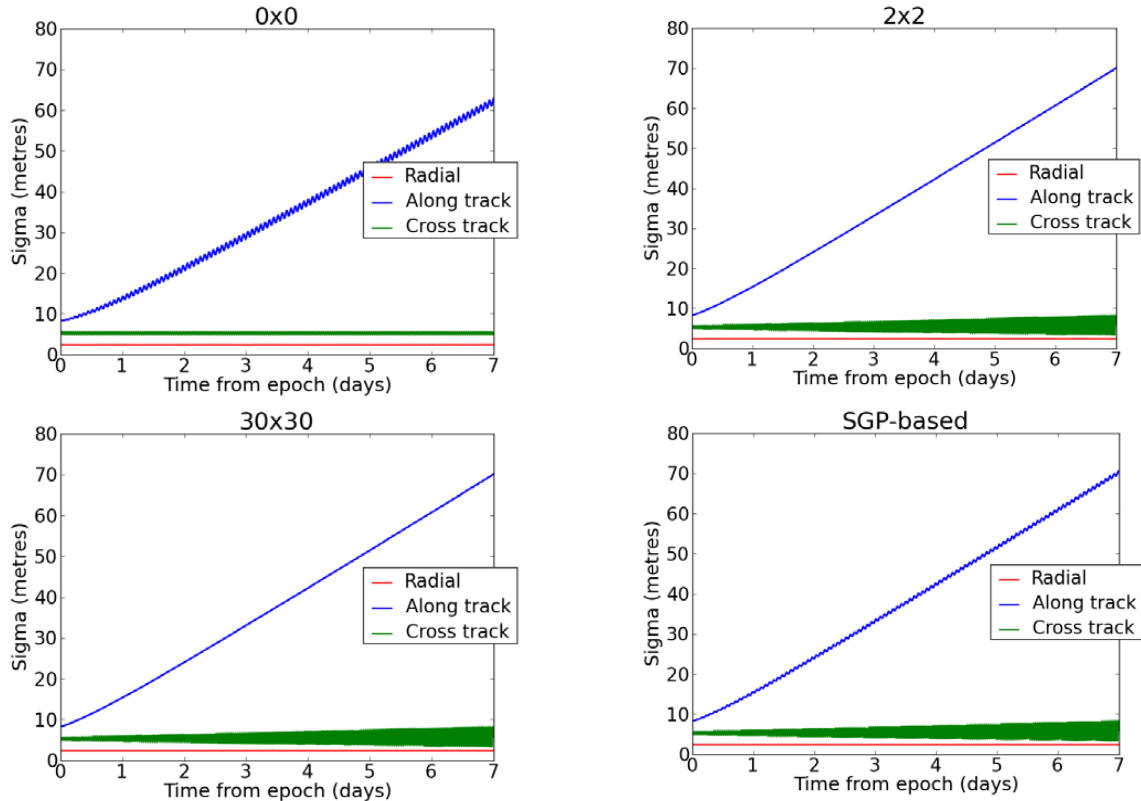 0x0
80
70
60
50
40
30
20
10
0
Sigma (metres)
Radial
Along track
Cross track
0 1 2 3 4 5 6 7
Time from epoch (days)
2x2
80
70
60
50
40
30
20
10
0
Sigma (metres)
Radial
Along track
Cross track
0 1 2 3 4 5 6 7
Time from epoch (days)
30x30
80
70
60
50
40
30
20
10
0
Sigma (metres)
Radial
Along track
Cross track
0 1 2 3 4 5 6 7
Time from epoch (days)
SGP-based
80
70
60
50
40
30
20
10
0
Sigma (metres)
Radial
Along track
Cross track
0 1 2 3 4 5 6 7
Time from epoch (days)